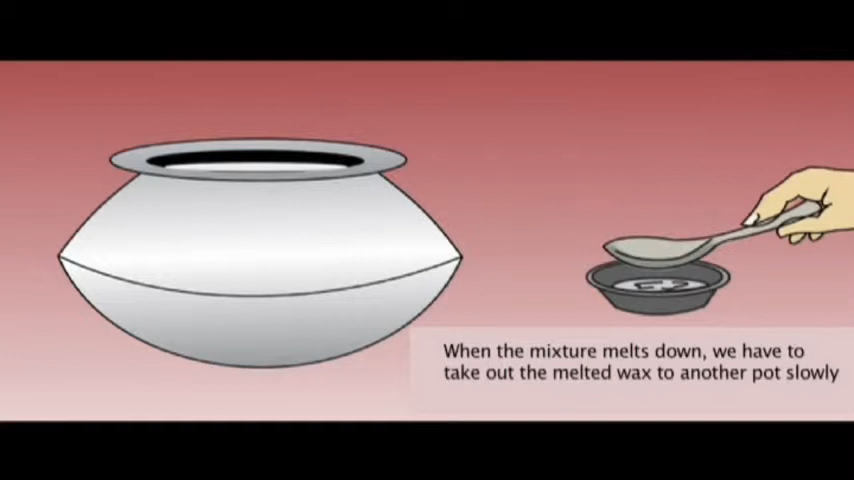 When the mixture melts down, we have to
take out the melted wax to another pot slowly